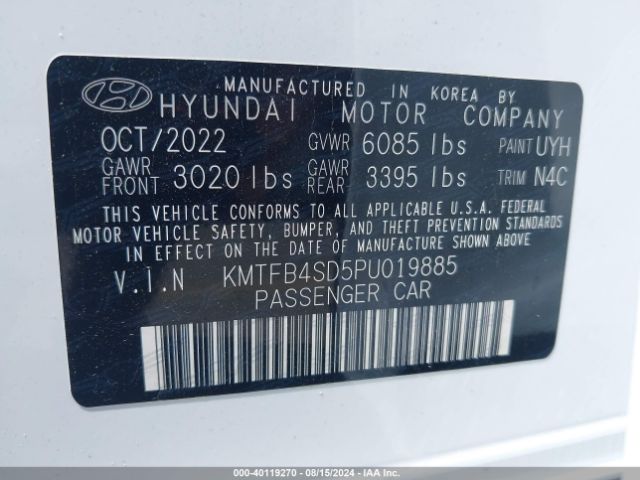 MANUFACTURED IN KOREA BY
HYUNDAI MOTOR COMPANY
OCT/2022 GVWR 6085 lbs PAINT UYH
GAWR FRONT 3020 lbs GAWR REAR 3395 lbs TRIM N4C
THIS VEHICLE CONFORMS TO ALL APPLICABLE U.S.A. FEDERAL
MOTOR VEHICLE SAFETY, BUMPER, AND THEFT PREVENTION STANDARDS
IN EFFECT ON THE DATE OF MANUFACTURE SHOWN ABOVE.
V.I.N KMTFB4SD5PU019885
PASSENGER CAR
000-40119270 - 08/15/2024 - IAA Inc.